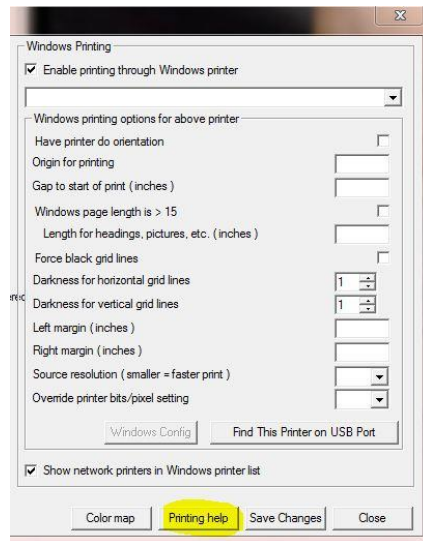 Windows Printing
Enable printing through Windows printer
Windows printing options for above printer
Have printer do orientation
Origin for printing
Gap to start of print ( inches )
Windows page length is > 15
Length for headings, pictures, etc. ( inches )
Force black grid lines
Darkness for horizontal grid lines 1
Darkness for vertical grid lines 1
Left margin ( inches )
Right margin ( inches )
Source resolution ( smaller = faster print )
Override printer bits/pixel setting
Windows Config Find This Printer on USB Port
Show network printers in Windows printer list
Color map Printing help Save Changes Close